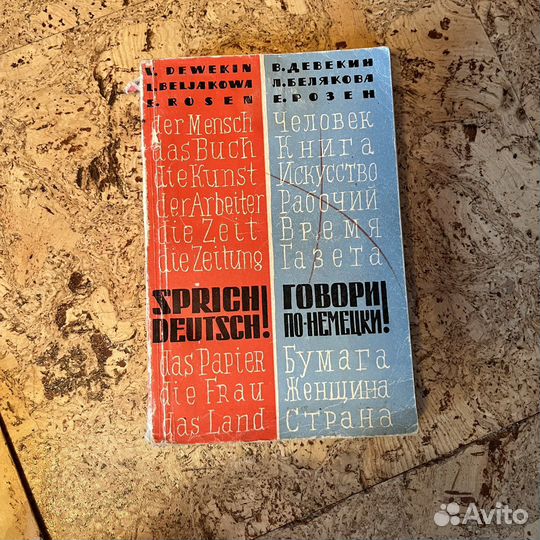 V. DEWEKIN
L. BELJAKOWA
E. ROSEN
der Mensch
das Buch
die Kunst
der Arbeiter
die Zeit
die Zeitung
SPRICH
DEUTSCH!
das Papier
die Frau
das Land
В. ДЕВЕКИН
Л. БЕЛЯКОВА
Е. РОЗЕН
Человек
Книга
Искусство
Рабочий
Время
Газета
ГОВОРИ
ПО-НЕМЕЦКИ!
Бумага
Женщина
Страна
Avito